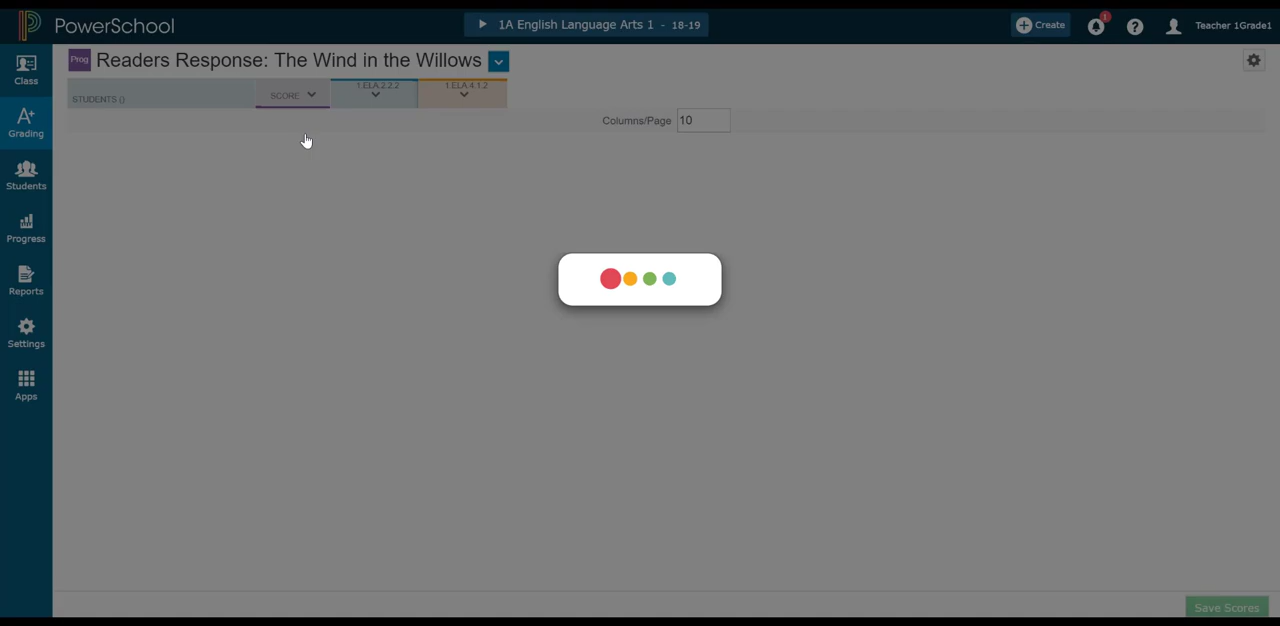 PowerSchool
1A English Language Arts 1 - 18-19
Create
1
?
Teacher 1Grade1
Class
Prog
Readers Response: The Wind in the Willows
STUDENTS ()
SCORE
1.ELA.2.2.2
1.ELA.4.1.2
Columns/Page 10
A+
Grading
Students
Progress
Reports
Settings
Apps
Save Scores